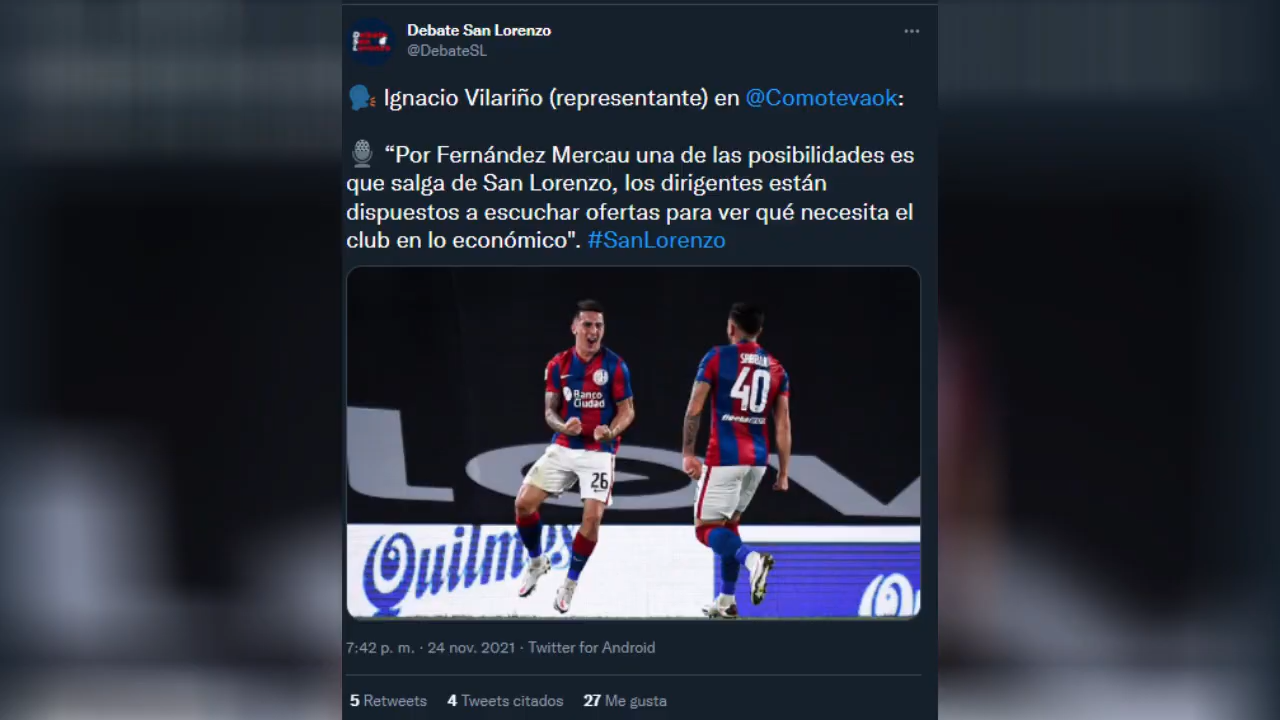 Debate San Lorenzo
@DebateSL
Ignacio Vilariño (representante) en @Comotevaok:
“Por Fernández Mercau una de las posibilidades es
que salga de San Lorenzo, los dirigentes están
dispuestos a escuchar ofertas para ver qué necesita el
club en lo económico". #SanLorenzo
Banco
Ciudad
26
40
Quilmes
7:42 p. m. · 24 nov. 2021 · Twitter for Android
5 Retweets 4 Tweets citados 27 Me gusta